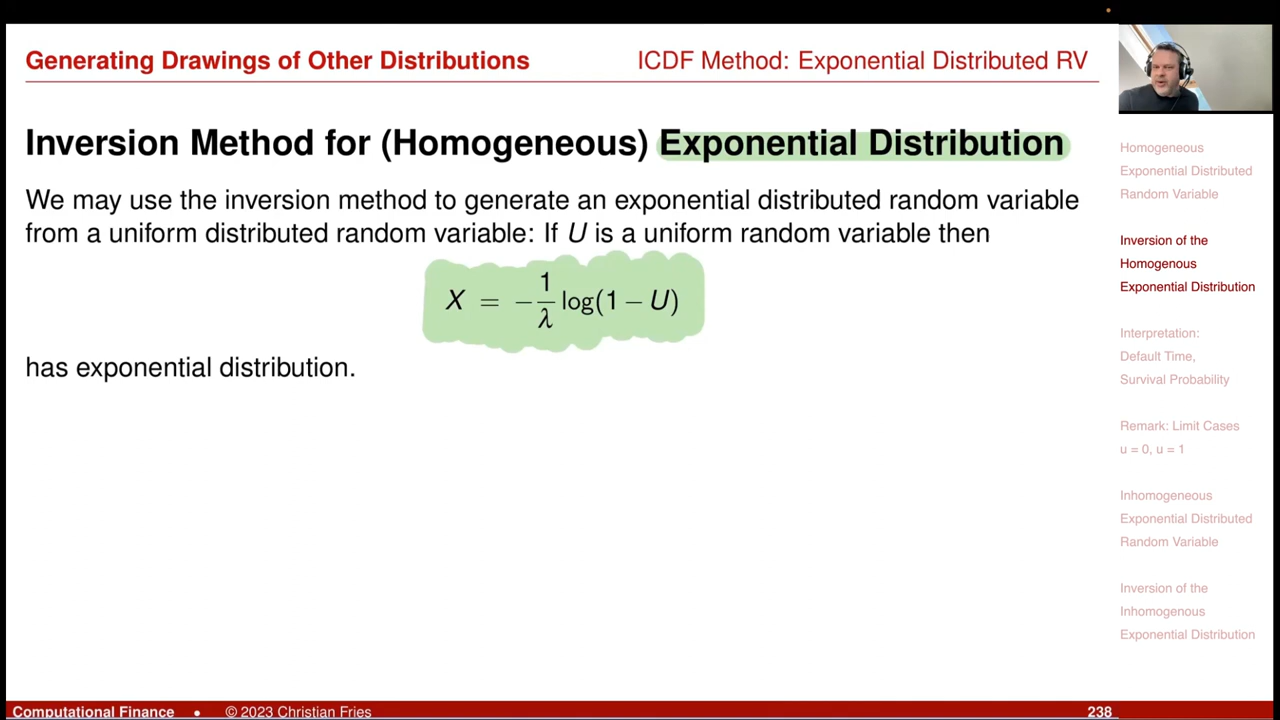 Generating Drawings of Other Distributions
ICDF Method: Exponential Distributed RV
Inversion Method for (Homogeneous) Exponential Distribution
We may use the inversion method to generate an exponential distributed random variable
from a uniform distributed random variable: If U is a uniform random variable then
X = −1/λ log(1 − U)
has exponential distribution.
Homogeneous
Exponential Distributed
Random Variable
Inversion of the
Homogenous
Exponential Distribution
Interpretation:
Default Time,
Survival Probability
Remark: Limit Cases
u = 0, u = 1
Inhomogeneous
Exponential Distributed
Random Variable
Inversion of the
Inhomogenous
Exponential Distribution
Computational Finance • © 2023 Christian Fries
238